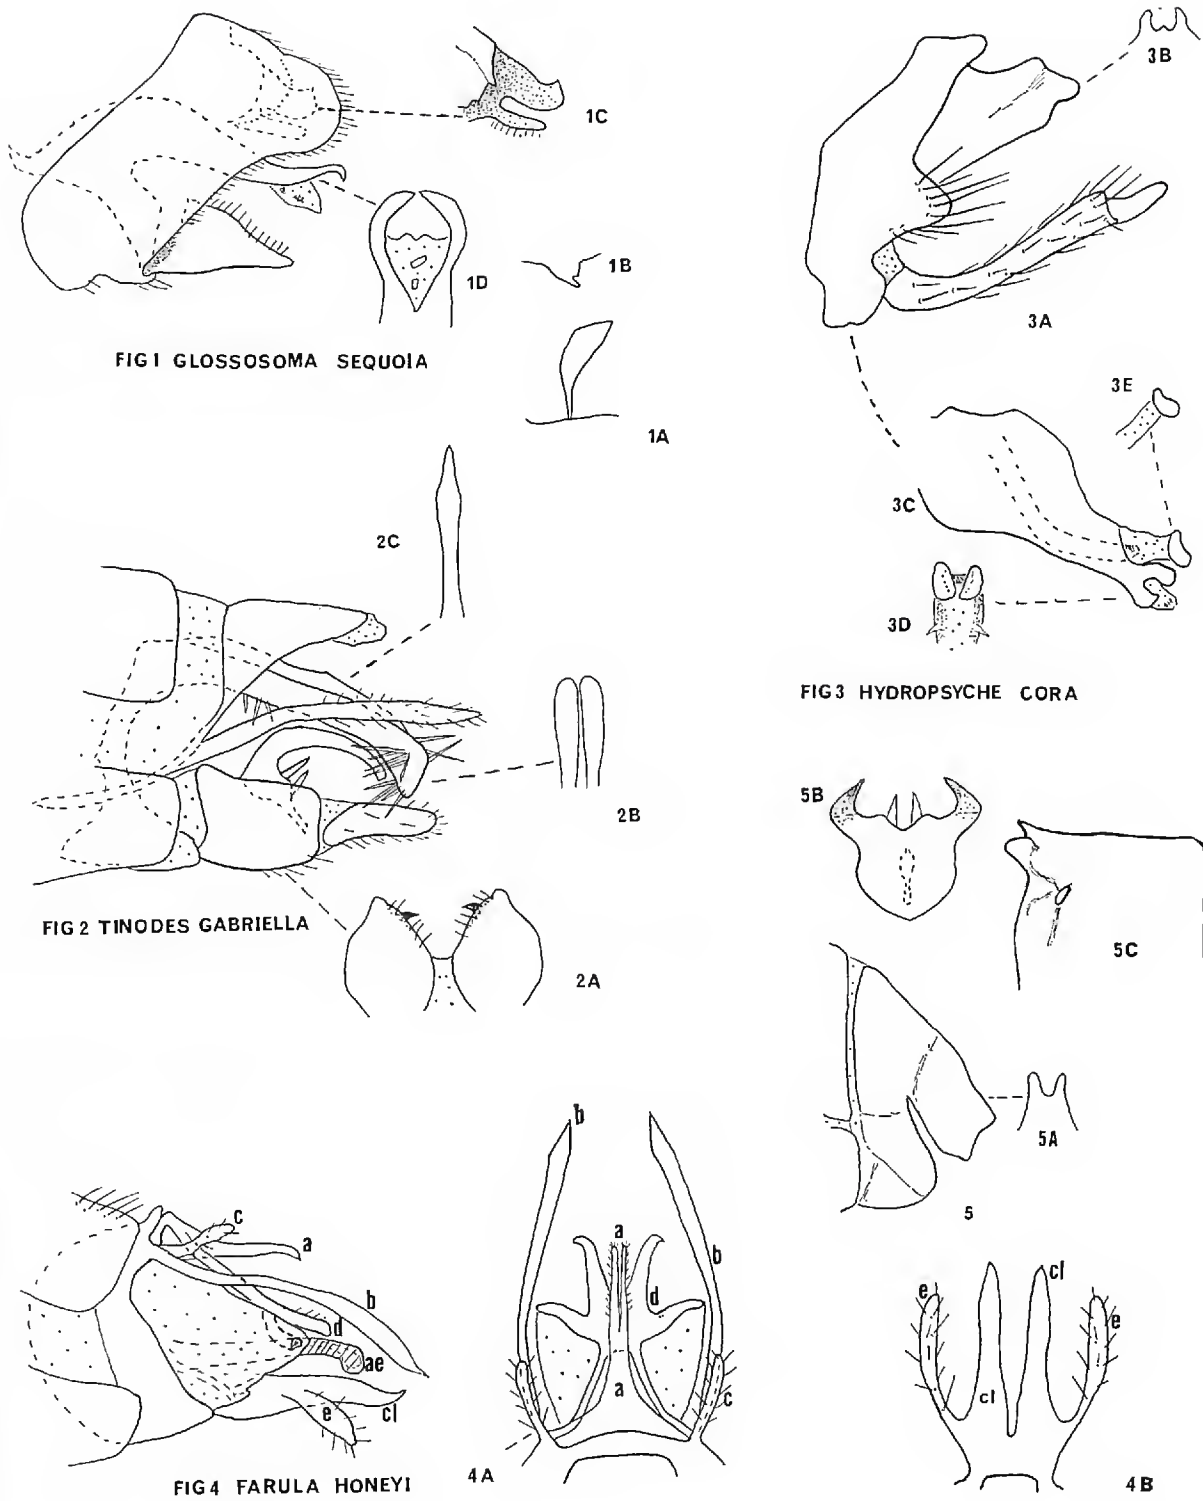 1C
1D
1B
FIG 1 GLOSSOSOMA SEQUOIA
1A
3B
3A
3E
3C
3D
FIG 3 HYDROPSYCHE CORA
2C
2B
FIG 2 TINODES GABRIELLA
2A
5B
5C
5A
5
c
a
b
d
ae
cl
e
FIG 4 FARULA HONEYI
b
a
b
d
a
c
4A
cl
e
e
cl
4B